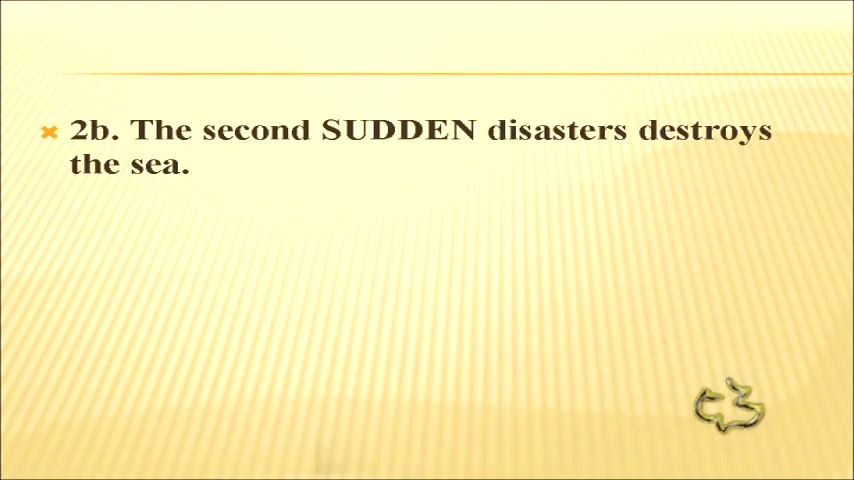 2b. The second SUDDEN disasters destroys
the sea.